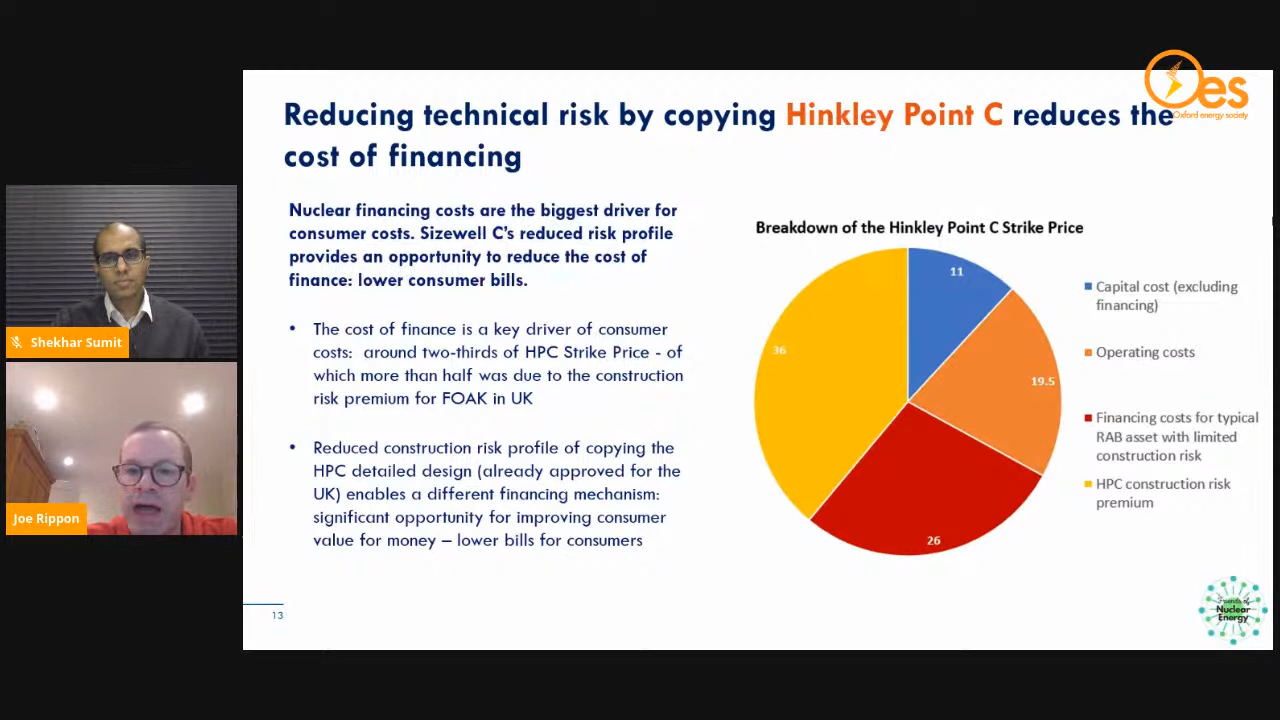 Oes
Oxford energy society
Reducing technical risk by copying Hinkley Point C reduces the
cost of financing
Nuclear financing costs are the biggest driver for
consumer costs. Sizewell C's reduced risk profile
provides an opportunity to reduce the cost of
finance: lower consumer bills.
• The cost of finance is a key driver of consumer
costs: around two-thirds of HPC Strike Price - of
which more than half was due to the construction
risk premium for FOAK in UK
• Reduced construction risk profile of copying the
HPC detailed design (already approved for the
UK) enables a different financing mechanism:
significant opportunity for improving consumer
value for money – lower bills for consumers
Breakdown of the Hinkley Point C Strike Price
11
19.5
26
36
Capital cost (excluding
financing)
Operating costs
Financing costs for typical
RAB asset with limited
construction risk
HPC construction risk
premium
13
Friends of
Nuclear
Energy
Shekhar Sumit
Joe Rippon